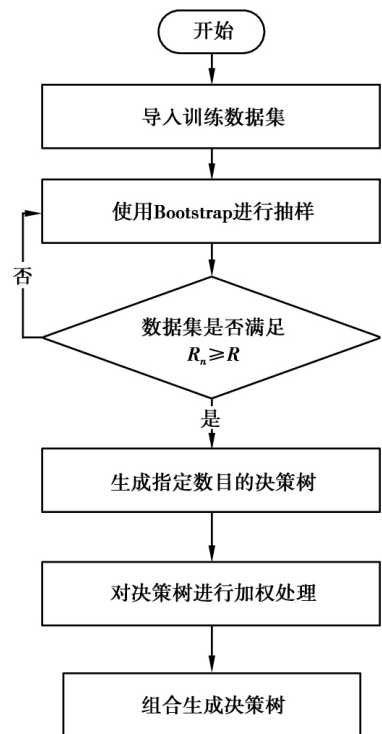 开始
导入训练数据集
使用Bootstrap进行抽样
否
数据集是否满足
Rₙ≥R
是
生成指定数目的决策树
对决策树进行加权处理
组合生成决策树